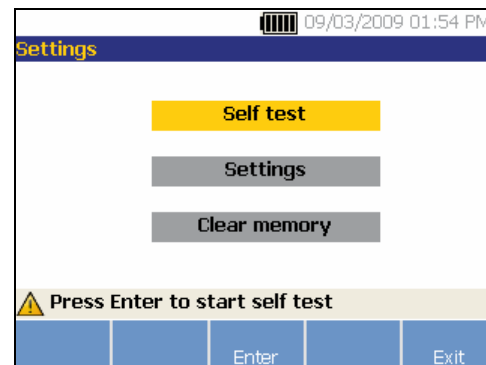 09/03/2009 01:54 PM
Settings
Self test
Settings
Clear memory
Press Enter to start self test
Enter Exit